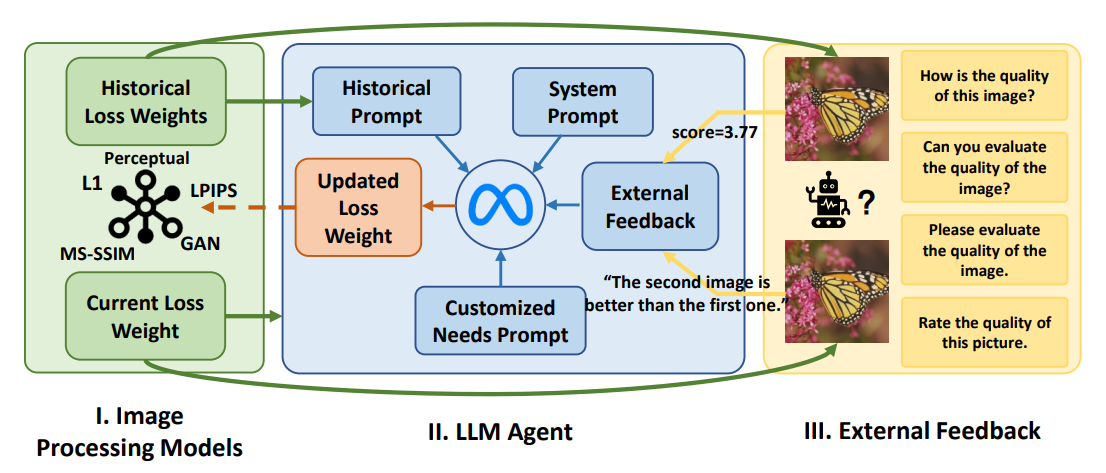 Historical
Loss Weights
Perceptual
L1
LPIPS
MS-SSIM
GAN
Current Loss
Weight
I. Image
Processing Models
Historical
Prompt
System
Prompt
Updated
Loss
Weight
External
Feedback
Customized
Needs Prompt
score=3.77
“The second image is
better than the first one.”
II. LLM Agent
?
How is the quality
of this image?
Can you evaluate
the quality of the
image?
Please evaluate
the quality of the
image.
Rate the quality of
this picture.
III. External Feedback